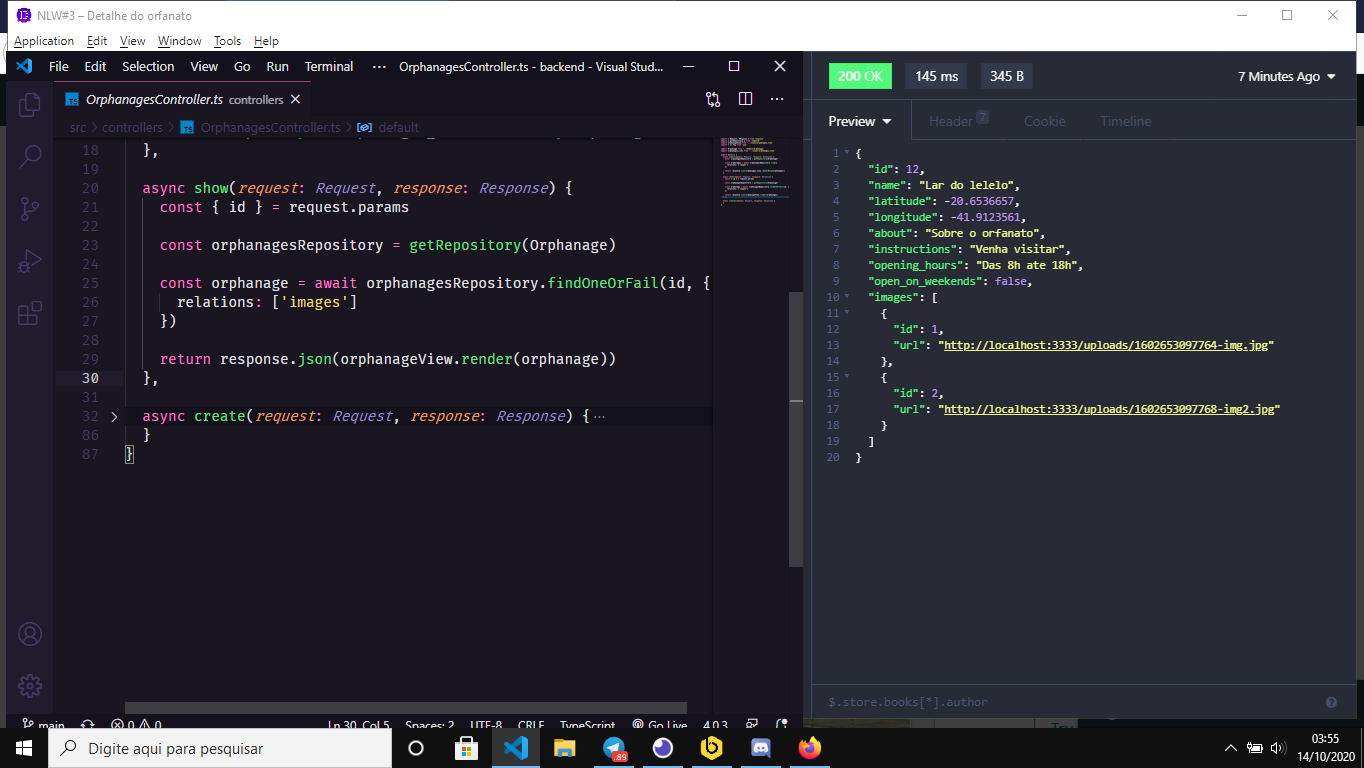 NLW#3 – Detalhe do orfanato
Application Edit View Window Tools Help
File Edit Selection View Go Run Terminal ··· OrphanagesController.ts - backend - Visual Stud...
TS OrphanagesController.ts controllers
src > controllers > TS OrphanagesController.ts > default
18 },
19
20 async show(request: Request, response: Response) {
21 const { id } = request.params
22
23 const orphanagesRepository = getRepository(Orphanage)
24
25 const orphanage = await orphanagesRepository.findOneOrFail(id, {
26 relations: ['images']
27 })
28
29 return response.json(orphanageView.render(orphanage))
30 },
31
32 async create(request: Request, response: Response) { ···
86 }
87 }
main 0 0 Ln 30, Col 5 Spaces: 2 UTF-8 CRLF TypeScript Go Live 4.0.3
200 OK 145 ms 345 B 7 Minutes Ago
Preview Header 7 Cookie Timeline
1 {
2 "id": 12,
3 "name": "Lar do lelelo",
4 "latitude": -20.6536657,
5 "longitude": -41.9123561,
6 "about": "Sobre o orfanato",
7 "instructions": "Venha visitar",
8 "opening_hours": "Das 8h ate 18h",
9 "open_on_weekends": false,
10 "images": [
11 {
12 "id": 1,
13 "url": "http://localhost:3333/uploads/1602653097764-img.jpg"
14 },
15 {
16 "id": 2,
17 "url": "http://localhost:3333/uploads/1602653097768-img2.jpg"
18 }
19 ]
20 }
$.store.books[*].author
Digite aqui para pesquisar
89
03:55
14/10/2020